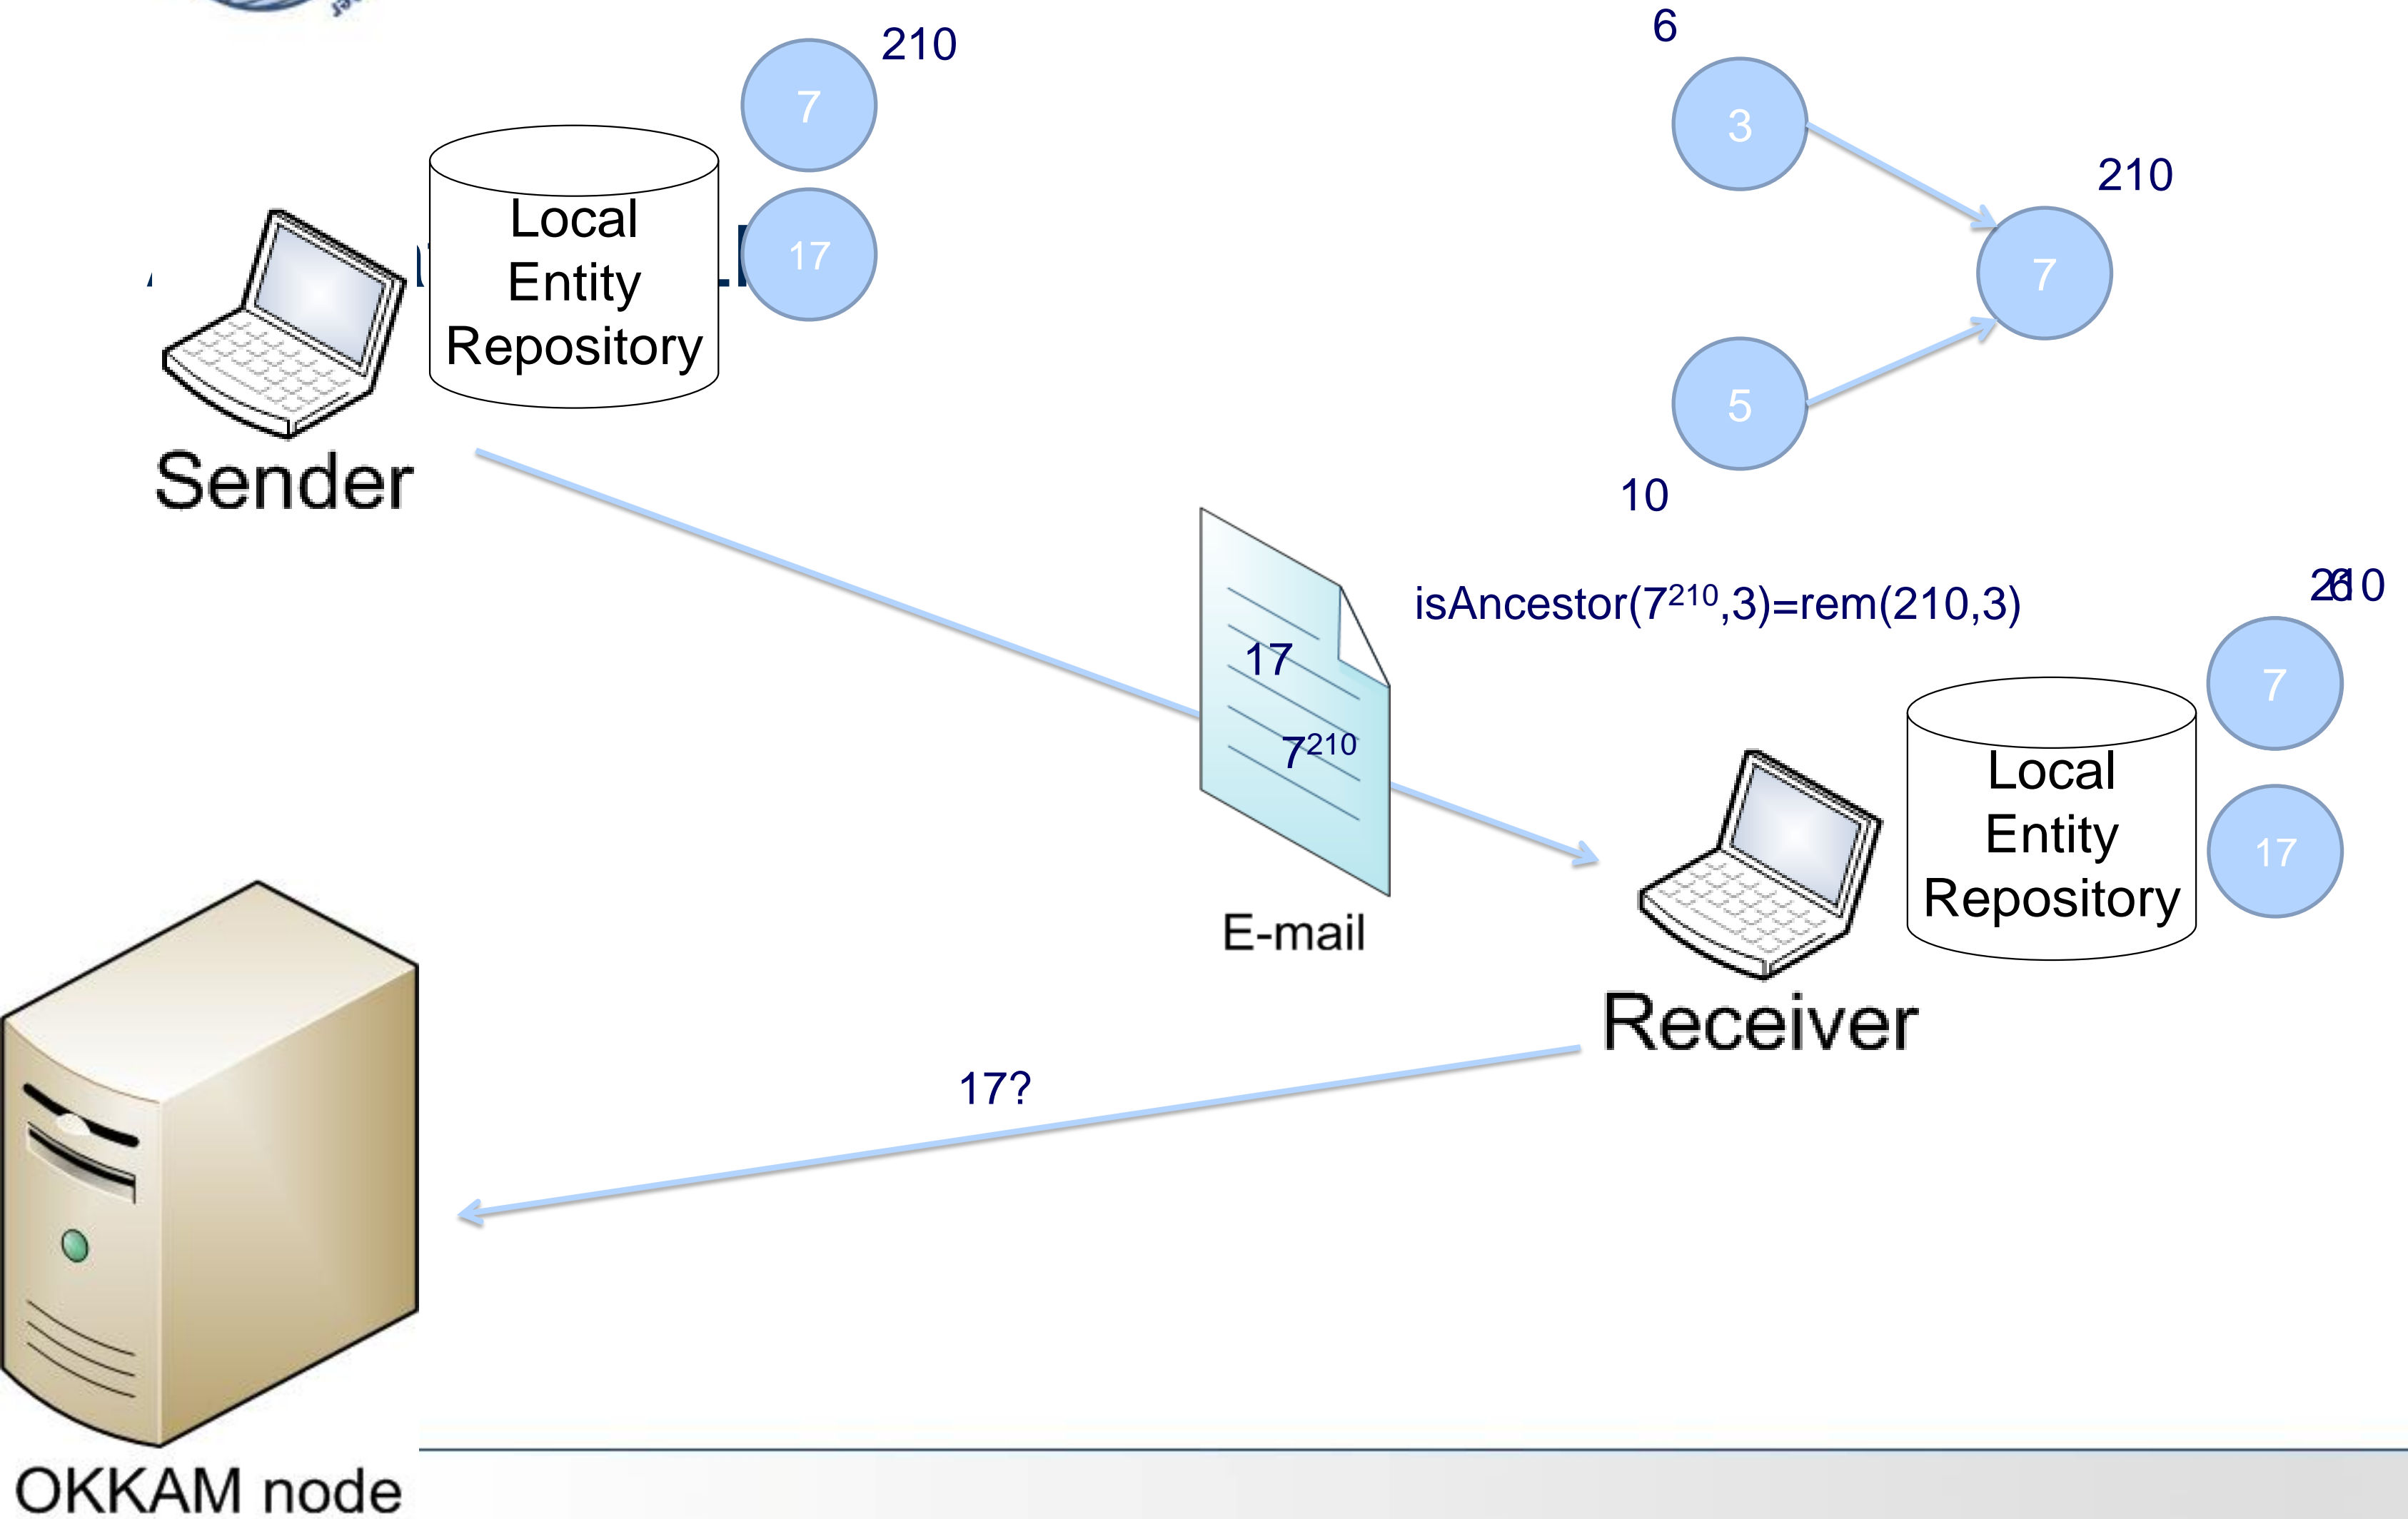 210
7
17
Local
Entity
Repository
Sender
6
3
210
7
5
10
17
7²¹⁰
E-mail
isAncestor(7²¹⁰,3)=rem(210,3)
7
17
Local
Entity
Repository
Receiver
17?
OKKAM node